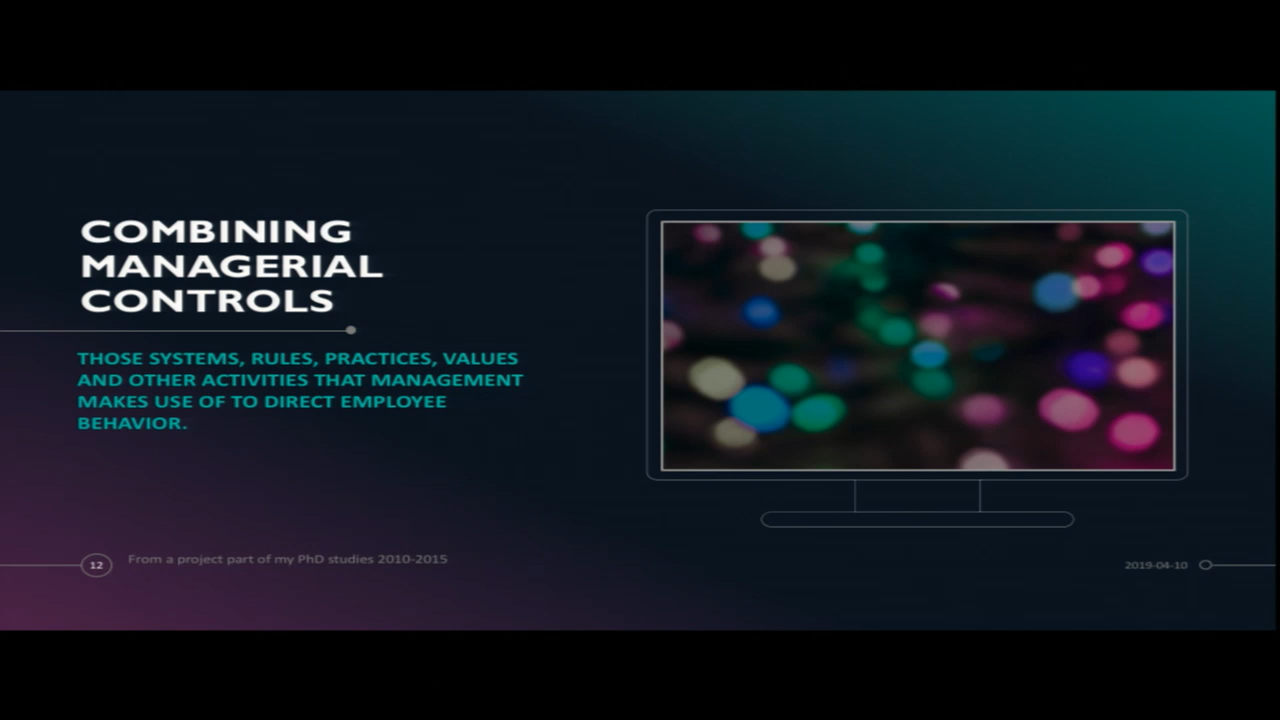 COMBINING
MANAGERIAL
CONTROLS
THOSE SYSTEMS, RULES, PRACTICES, VALUES
AND OTHER ACTIVITIES THAT MANAGEMENT
MAKES USE OF TO DIRECT EMPLOYEE
BEHAVIOR.
12
From a project part of my PhD studies 2010-2015
2019-04-10